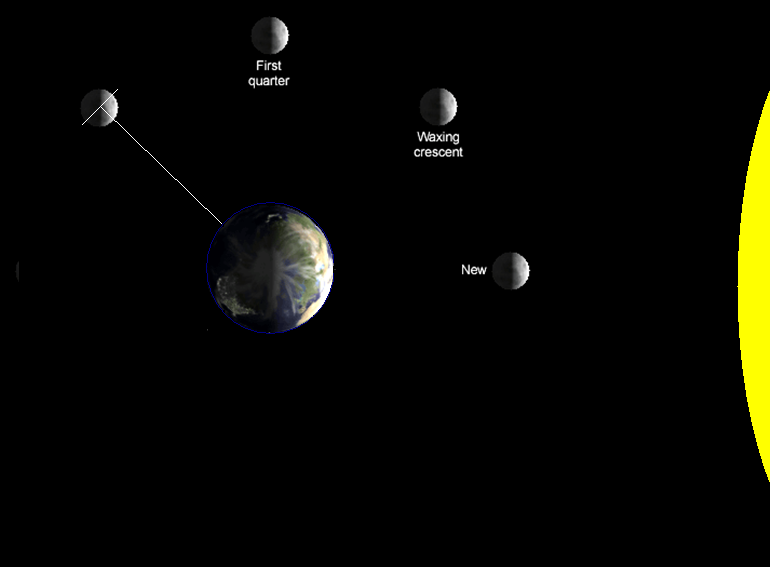 First
quarter
Waxing
crescent
New